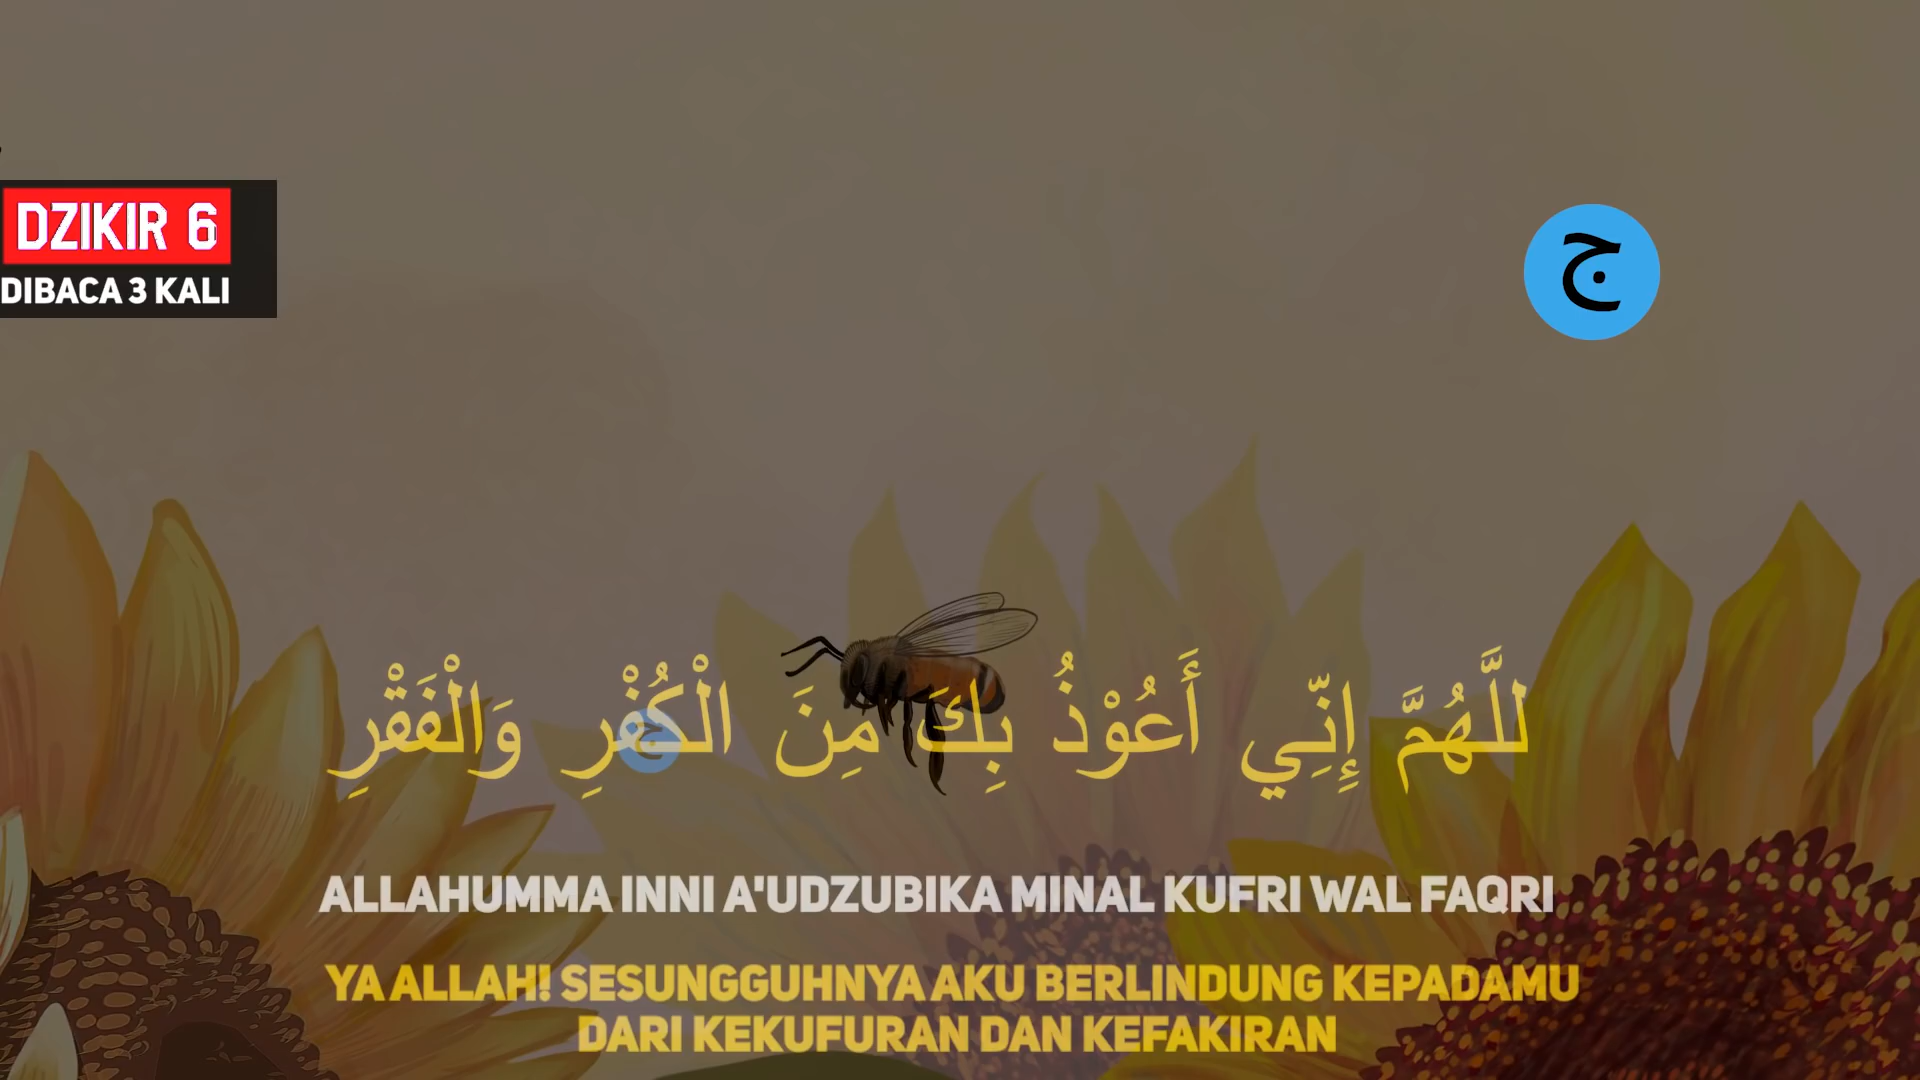 DZIKIR 6
DIBACA 3 KALI
ج
للَّهُمَّ إِنِّي أَعُوْذُ بِكَ مِنَ الْكُفْرِ وَالْفَقْرِ
ج
ALLAHUMMA INNI A'UDZUBIKA MINAL KUFRI WAL FAQRI
YA ALLAH! SESUNGGUHNYA AKU BERLINDUNG KEPADAMU
DARI KEKUFURAN DAN KEFAKIRAN